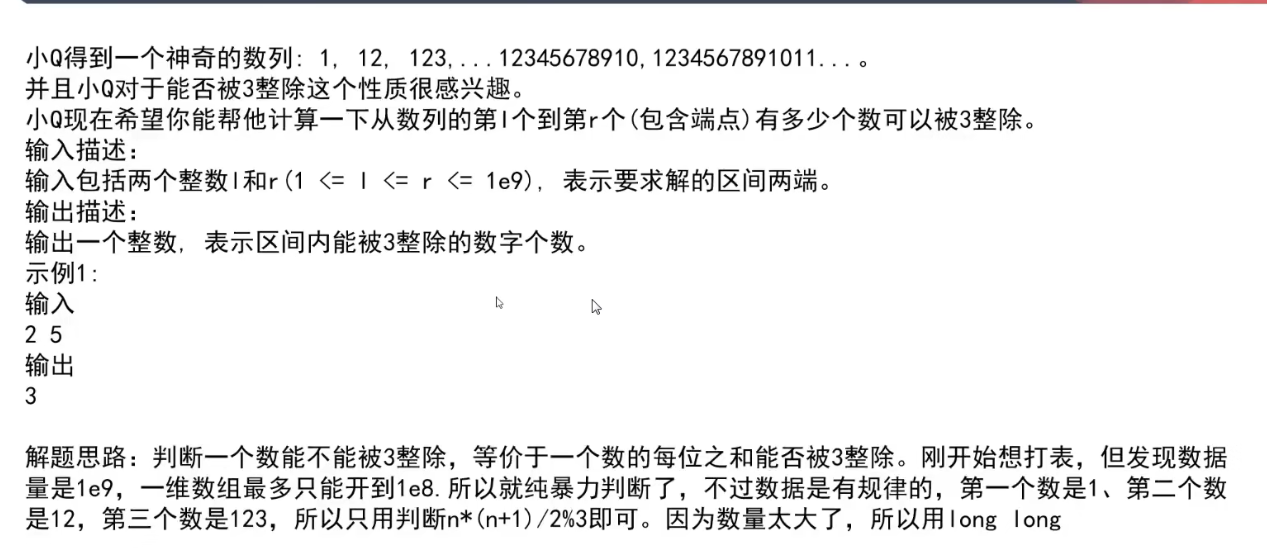 小Q得到一个神奇的数列: 1, 12, 123,...12345678910,1234567891011...。
并且小Q对于能否被3整除这个性质很感兴趣。
小Q现在希望你能帮他计算一下从数列的第l个到第r个(包含端点)有多少个数可以被3整除。
输入描述:
输入包括两个整数l和r(1 <= l <= r <= 1e9), 表示要求解的区间两端。
输出描述:
输出一个整数, 表示区间内能被3整除的数字个数。
示例1:
输入
2 5
输出
3
解题思路：判断一个数能不能被3整除，等价于一个数的每位之和能否被3整除。刚开始想打表，但发现数据
量是1e9，一维数组最多只能开到1e8.所以就纯暴力判断了，不过数据是有规律的，第一个数是1、第二个数
是12，第三个数是123，所以只用判断n*(n+1)/2%3即可。因为数量太大了，所以用long long